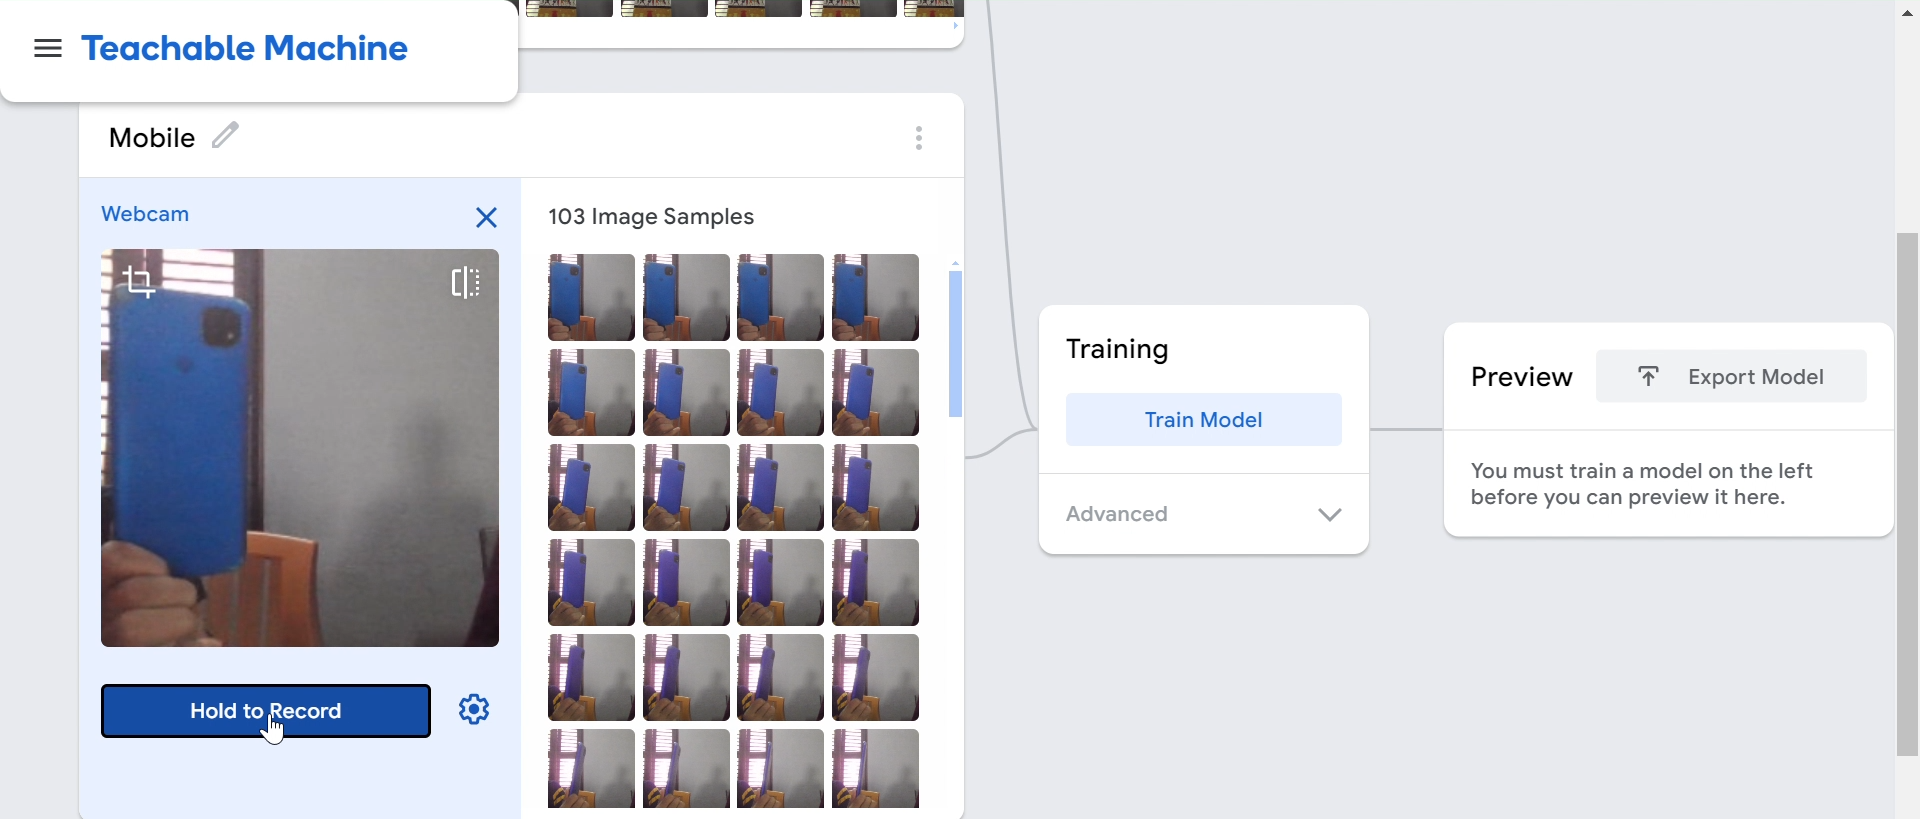 Teachable Machine
Mobile
Webcam
103 Image Samples
Hold to Record
Training
Train Model
Advanced
Preview
Export Model
You must train a model on the left
before you can preview it here.